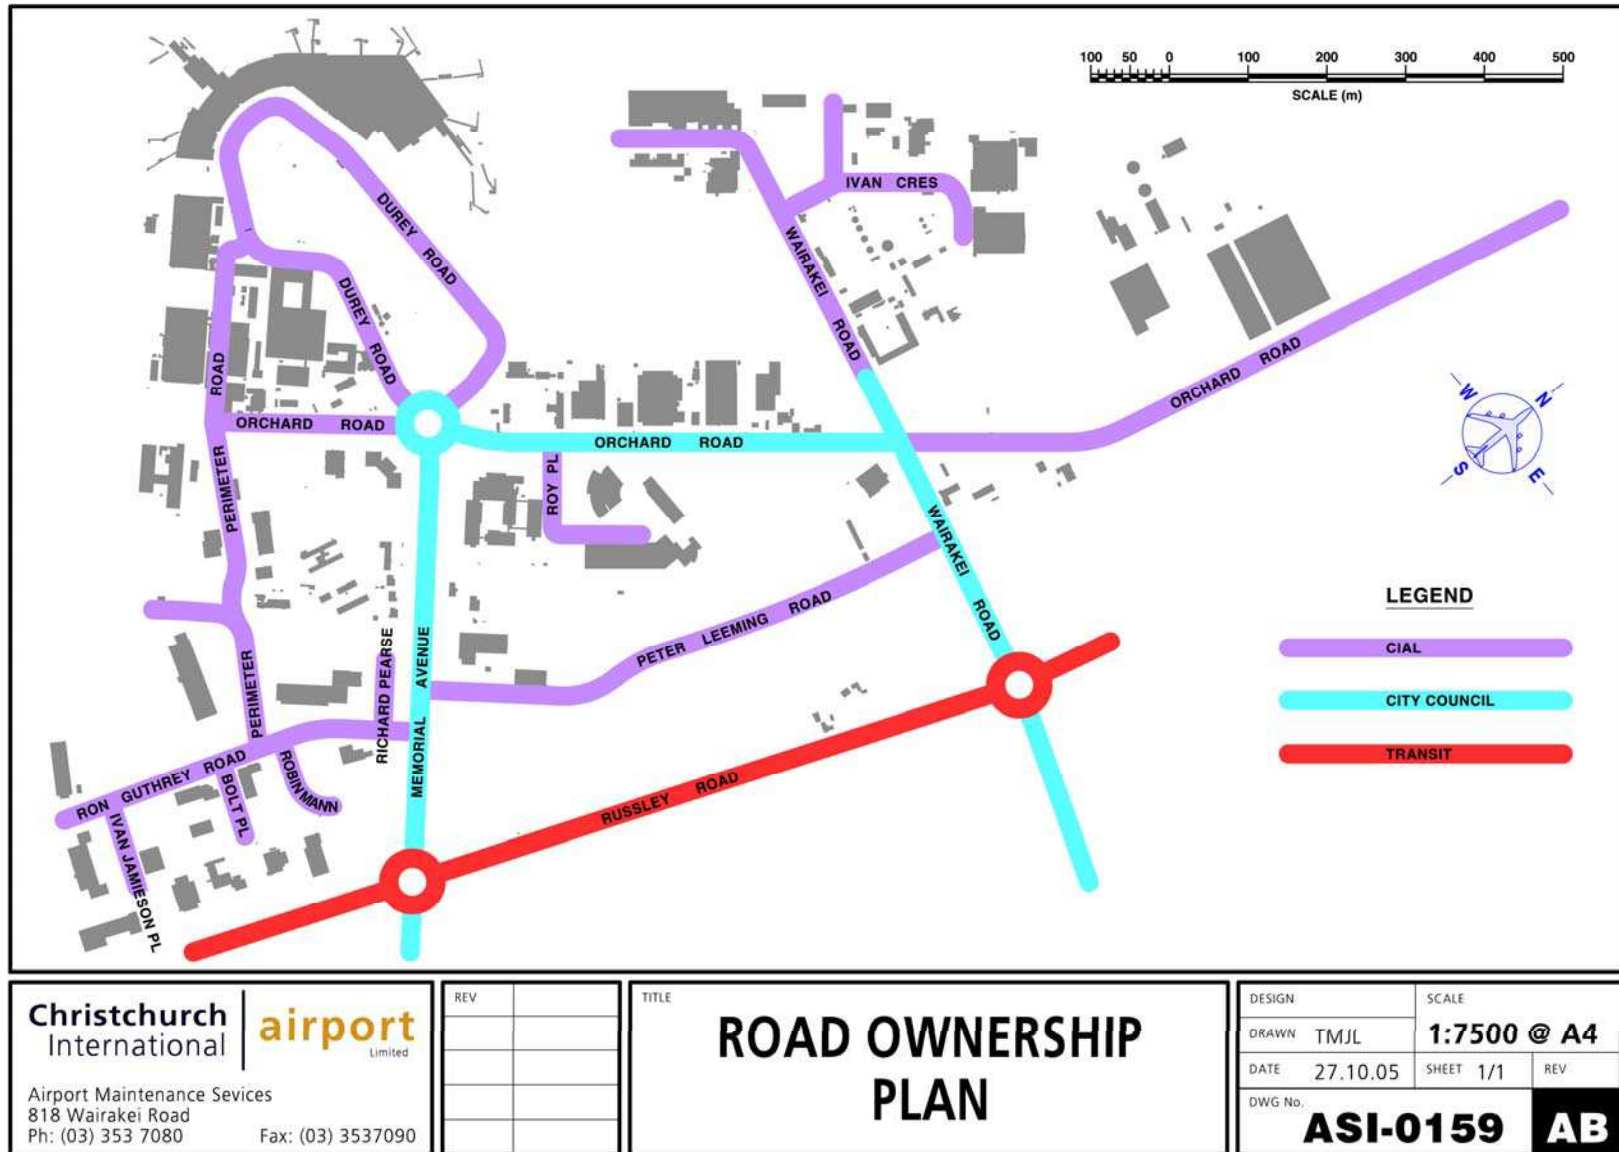 100 50 0 100 200 300 400 500
SCALE (m)
IVAN CRES
DUREY ROAD
WAIRAKEI ROAD
DUREY ROAD
ROAD
ORCHARD ROAD
ORCHARD ROAD
ORCHARD ROAD
W N
S E
PERIMETER
ROY PL
WAIRAKEI ROAD
LEGEND
CIAL
CITY COUNCIL
TRANSIT
PETER LEEMING ROAD
RICHARD PEARSE
MEMORIAL AVENUE
PERIMETER
RON GUTHREY ROAD
BOLT PL
ROBIN MANN
IVAN JAMIESON PL
RUSSLEY ROAD
Christchurch
International
airport
Limited
Airport Maintenance Sevices
818 Wairakei Road
Ph: (03) 353 7080 Fax: (03) 3537090
REV
TITLE
ROAD OWNERSHIP
PLAN
DESIGN
DRAWN TMJL
DATE 27.10.05
SCALE
1:7500 @ A4
SHEET 1/1
REV
DWG No.
ASI-0159
AB